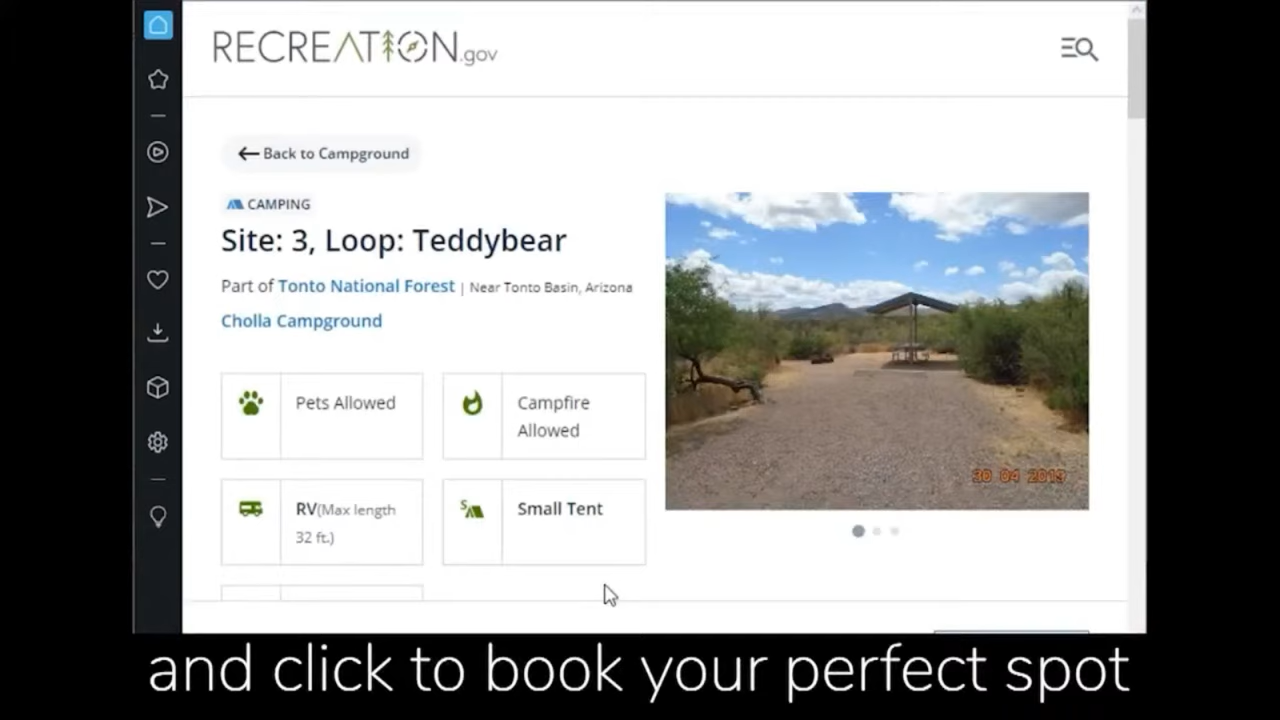 RECREATION.gov
Back to Campground
CAMPING
Site: 3, Loop: Teddybear
Part of Tonto National Forest | Near Tonto Basin, Arizona
Cholla Campground
Pets Allowed
Campfire
Allowed
RV(Max length
32 ft.)
S
Small Tent
30 04 2019
and click to book your perfect spot